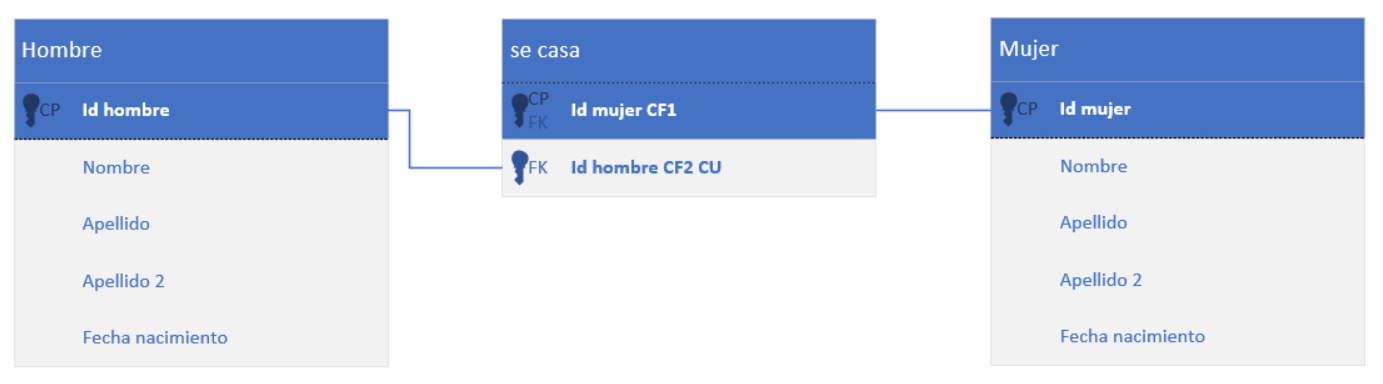 Hombre
CP Id hombre
Nombre
Apellido
Apellido 2
Fecha nacimiento
se casa
CP
FK
Id mujer CF1
FK Id hombre CF2 CU
Mujer
CP Id mujer
Nombre
Apellido
Apellido 2
Fecha nacimiento